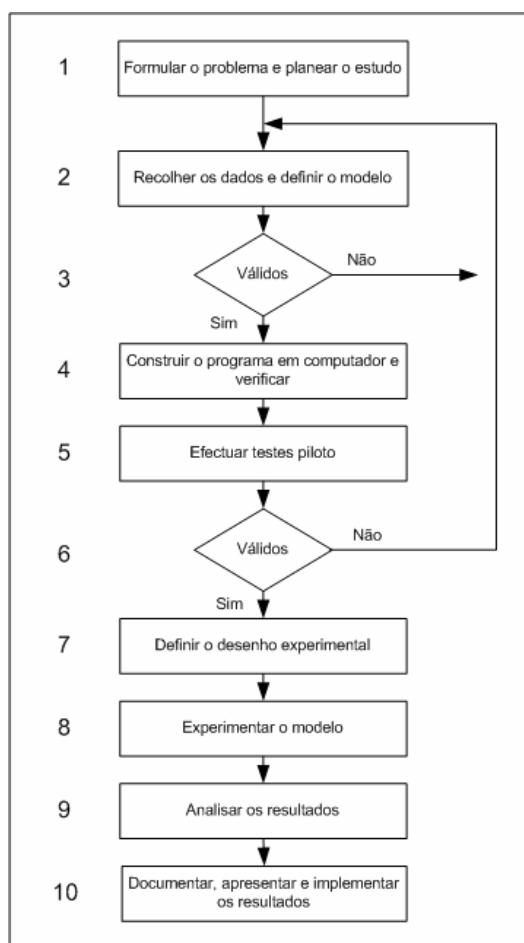 1
Formular o problema e planear o estudo
2
Recolher os dados e definir o modelo
3
Válidos
Não
Sim
4
Construir o programa em computador e
verificar
5
Efectuar testes piloto
6
Válidos
Não
Sim
7
Definir o desenho experimental
8
Experimentar o modelo
9
Analisar os resultados
10
Documentar, apresentar e implementar
os resultados